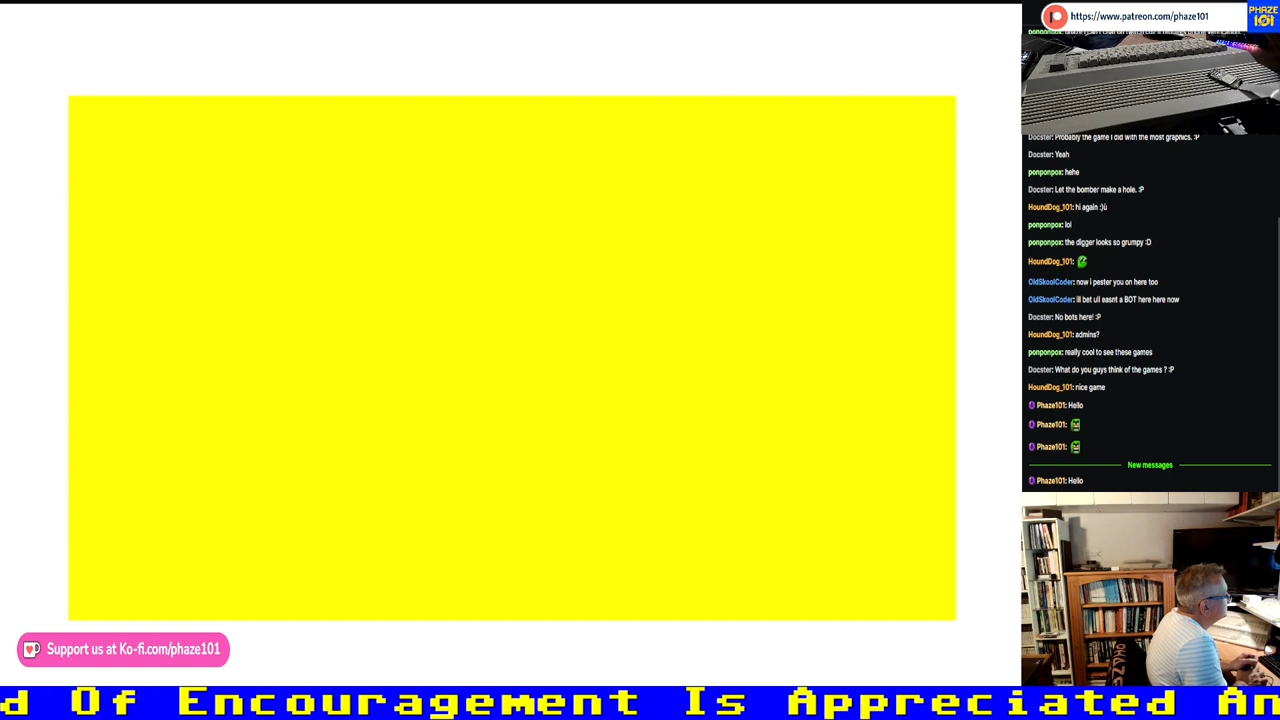 https://www.patreon.com/phaze101
PHAZE
101
Docster: Probably the game I did with the most graphics. :P
Docster: Yeah
ponponpox: hehe
Docster: Let the bomber make a hole. :P
HoundDog_101: hi again :)ù
ponponpox: lol
ponponpox: the digger looks so grumpy :D
HoundDog_101:
OldSkoolCoder: now i pester you on here too
OldSkoolCoder: ill bet ull easnt a BOT here here now
Docster: No bots here! :P
HoundDog_101: admins?
ponponpox: really cool to see these games
Docster: What do you guys think of the games ? :P
HoundDog_101: nice game
Phaze101: Hello
Phaze101:
Phaze101:
New messages
Phaze101: Hello
Support us at Ko-fi.com/phaze101
d Of Encouragement Is Appreciated An